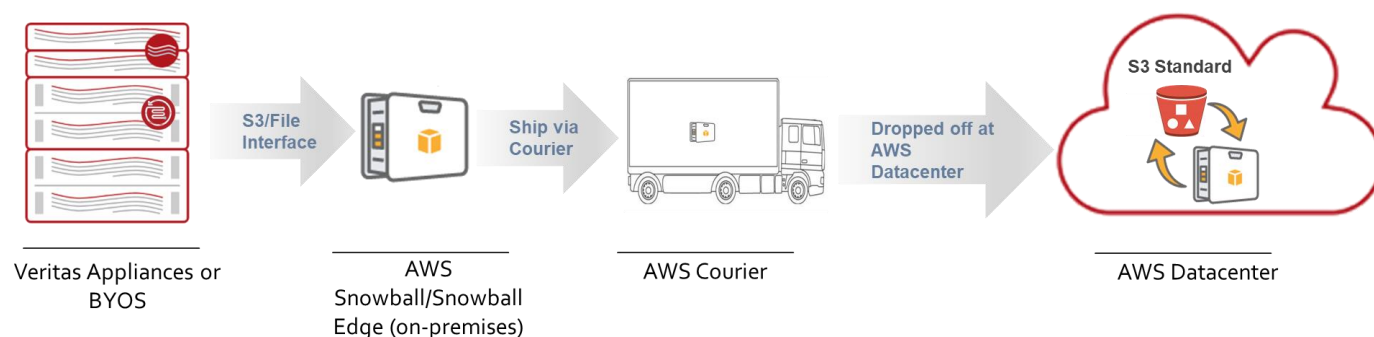 S3/File
Interface
Ship via
Courier
Dropped off at
AWS
Datacenter
S3 Standard
Veritas Appliances or
BYOS
AWS
Snowball/Snowball
Edge (on-premises)
AWS Courier
AWS Datacenter